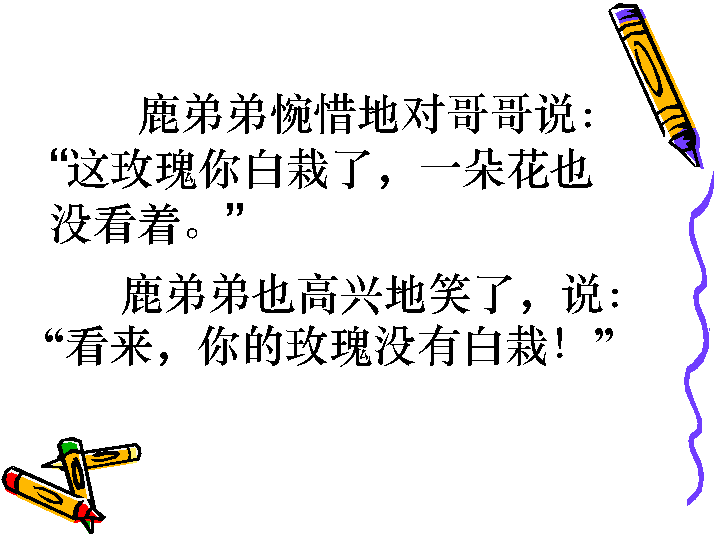 鹿弟弟惋惜地对哥哥说：
“这玫瑰你白栽了，一朵花也
没看着。”
鹿弟弟也高兴地笑了，说：
“看来，你的玫瑰没有白栽！”